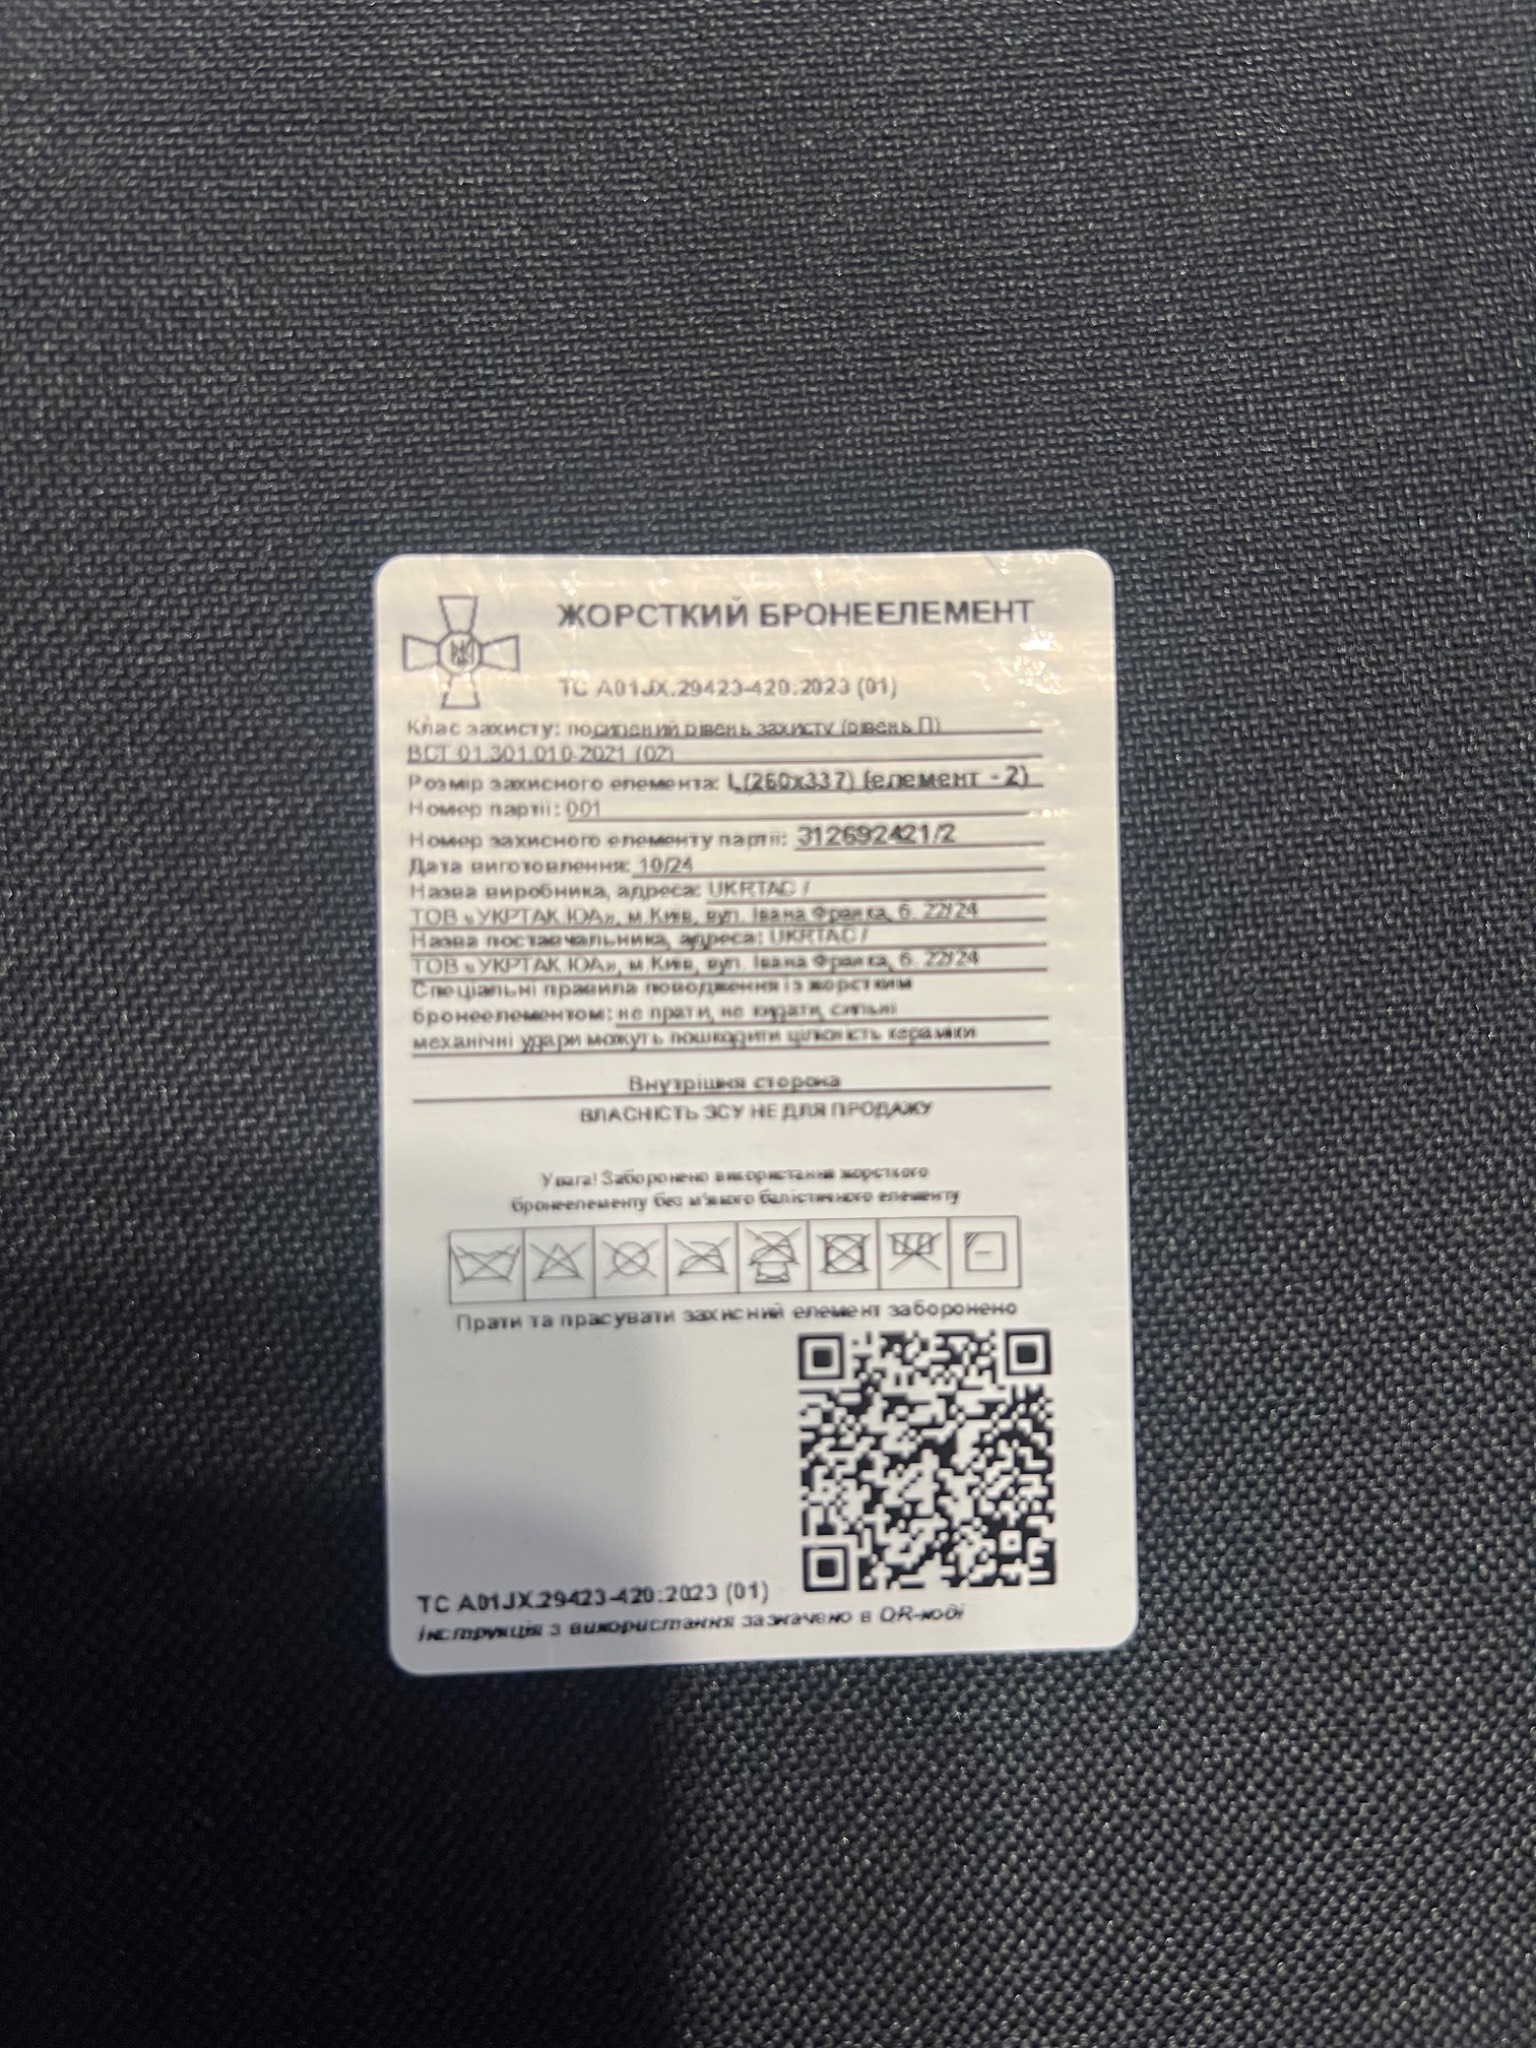 ЖОРСТКИЙ БРОНЕЕЛЕМЕНТ
ТС А01JX.29423-420:2023 (01)
Клас захисту: посилений рівень захисту (рівень П)
ВСТ 01.301.010-2021 (02)
Розмір захисного елемента: L(260x337) (елемент - 2)
Номер партії: 001
Номер захисного елементу партії: 312692421/2
Дата виготовлення: 10/24
Назва виробника, адреса: UKRTAC /
ТОВ «УКРТАК ЮА», м.Київ, вул. Івана Франка, б. 22/24
Назва постачальника, адреса: UKRTAC /
ТОВ «УКРТАК ЮА», м.Київ, вул. Івана Франка, б. 22/24
Спеціальні правила поводження із жорстким
бронеелементом: не прати, не кидати, сильні
механічні удари можуть пошкодити цілісність кераміки
Внутрішня сторона
ВЛАСНІСТЬ ЗСУ НЕ ДЛЯ ПРОДАЖУ
Увага! Заборонено використання жорсткого
бронеелементу без м'якого балістичного елементу
Прати та прасувати захисний елемент заборонено
ТС А01JX.29423-420:2023 (01)
Інструкція з використання зазначено в QR-коді